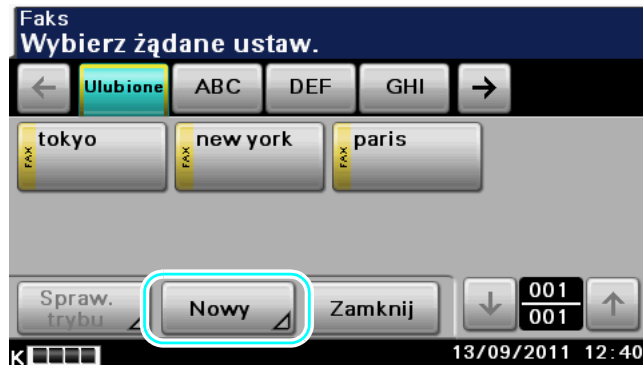 Faks
Wybierz żądane ustaw.
Ulubione ABC DEF GHI
FAX tokyo FAX new york FAX paris
Spraw. trybu Nowy Zamknij 001 001
K 13/09/2011 12:40